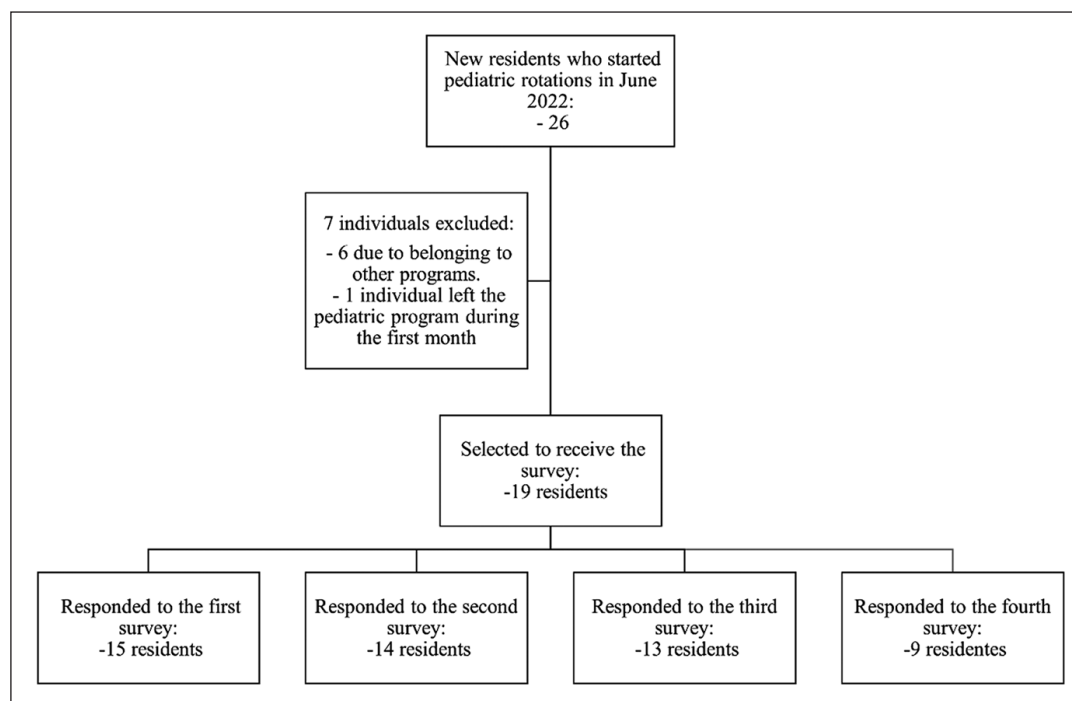 New residents who started
pediatric rotations in June
2022:
- 26
7 individuals excluded:
- 6 due to belonging to
other programs.
- 1 individual left the
pediatric program during
the first month
Selected to receive the
survey:
-19 residents
Responded to the first
survey:
-15 residents
Responded to the second
survey:
-14 residents
Responded to the third
survey:
-13 residents
Responded to the fourth
survey:
-9 residentes